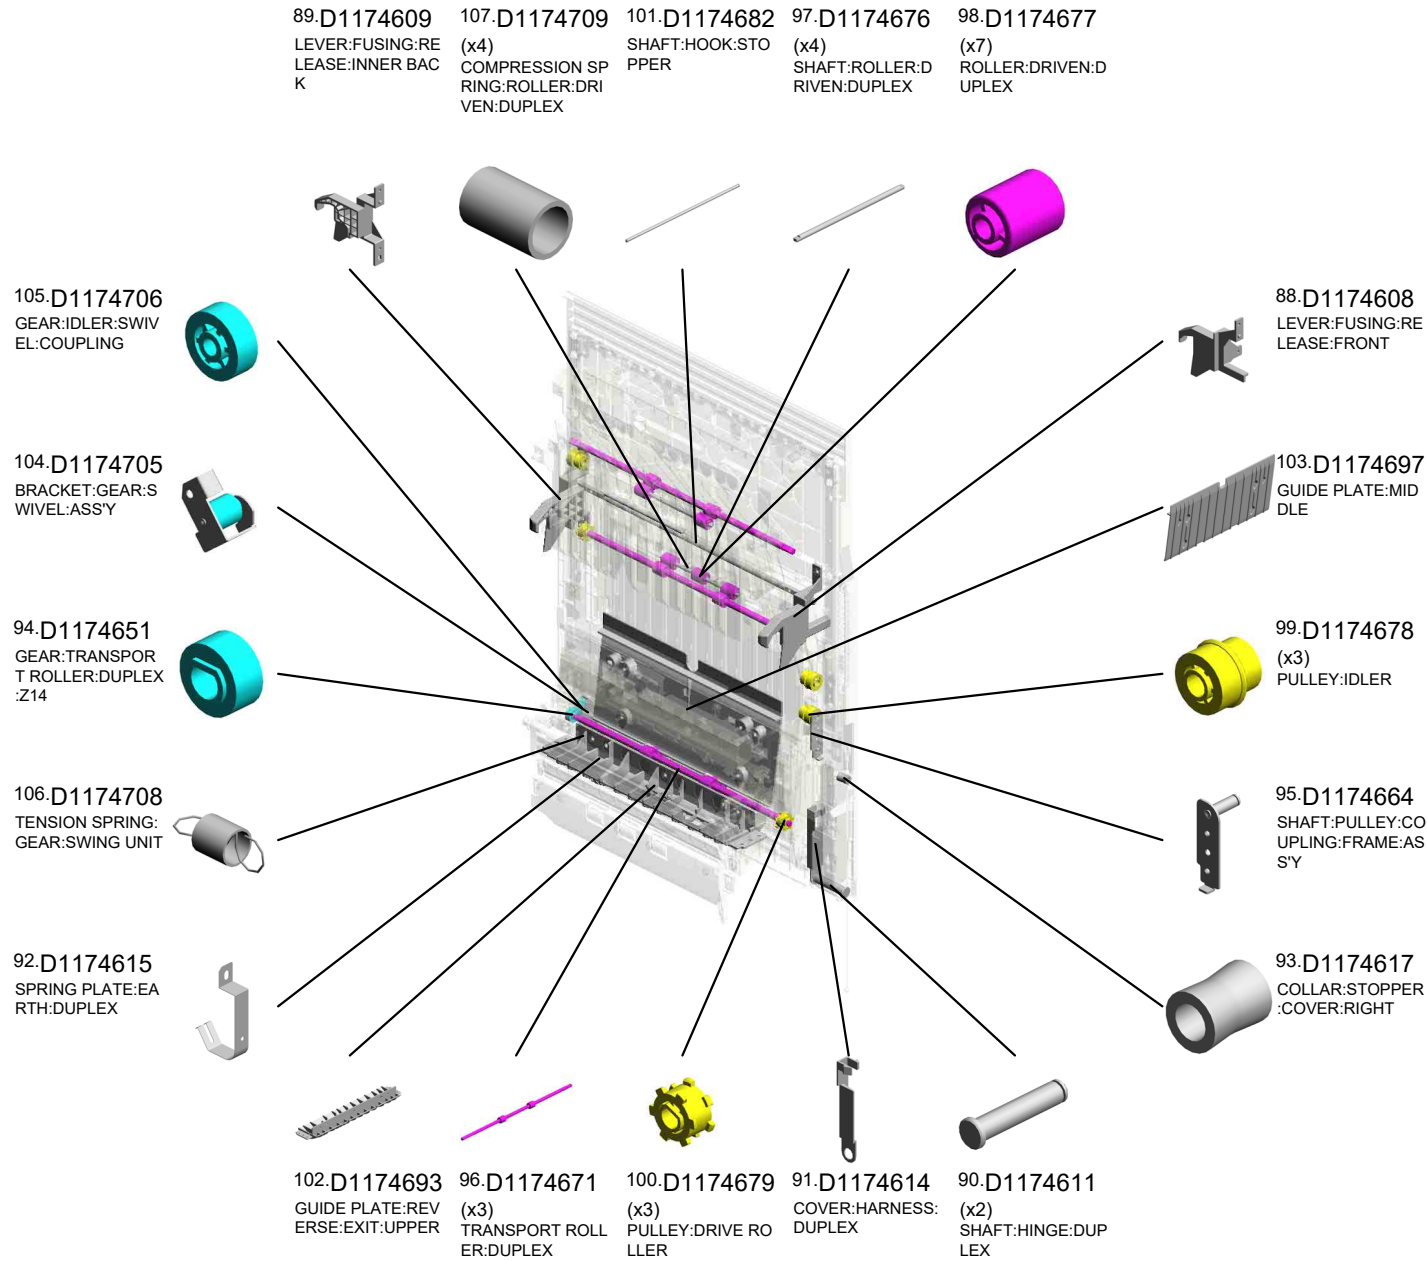 89.D1174609
LEVER:FUSING:RE
LEASE:INNER BAC
K
107.D1174709
(x4)
COMPRESSION SP
RING:ROLLER:DRI
VEN:DUPLEX
101.D1174682
SHAFT:HOOK:STO
PPER
97.D1174676
(x4)
SHAFT:ROLLER:D
RIVEN:DUPLEX
98.D1174677
(x7)
ROLLER:DRIVEN:D
UPLEX
105.D1174706
GEAR:IDLER:SWIV
EL:COUPLING
88.D1174608
LEVER:FUSING:RE
LEASE:FRONT
104.D1174705
BRACKET:GEAR:S
WIVEL:ASS'Y
103.D1174697
GUIDE PLATE:MID
DLE
94.D1174651
GEAR:TRANSPOR
T ROLLER:DUPLEX
:Z14
99.D1174678
(x3)
PULLEY:IDLER
106.D1174708
TENSION SPRING:
GEAR:SWING UNIT
95.D1174664
SHAFT:PULLEY:CO
UPLING:FRAME:AS
S'Y
92.D1174615
SPRING PLATE:EA
RTH:DUPLEX
93.D1174617
COLLAR:STOPPER
:COVER:RIGHT
102.D1174693
GUIDE PLATE:REV
ERSE:EXIT:UPPER
96.D1174671
(x3)
TRANSPORT ROLL
ER:DUPLEX
100.D1174679
(x3)
PULLEY:DRIVE RO
LLER
91.D1174614
COVER:HARNESS:
DUPLEX
90.D1174611
(x2)
SHAFT:HINGE:DUP
LEX